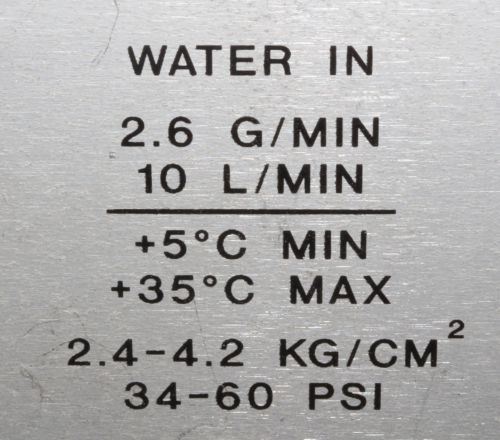 WATER IN
2.6 G/MIN
10 L/MIN
+5°C MIN
+35°C MAX
2.4-4.2 KG/CM²
34-60 PSI